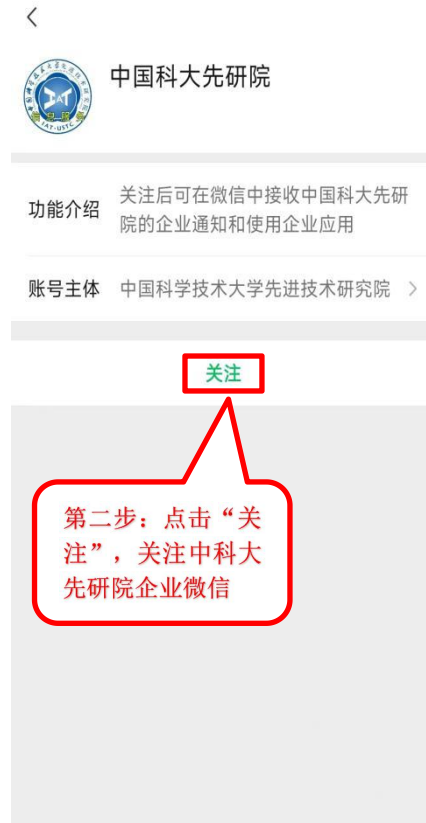 中国科大先研院
IAT
IAT-USTC
功能介绍
关注后可在微信中接收中国科大先研
院的企业通知和使用企业应用
账号主体
中国科学技术大学先进技术研究院
关注
第二步：点击“关
注”，关注中科大
先研院企业微信